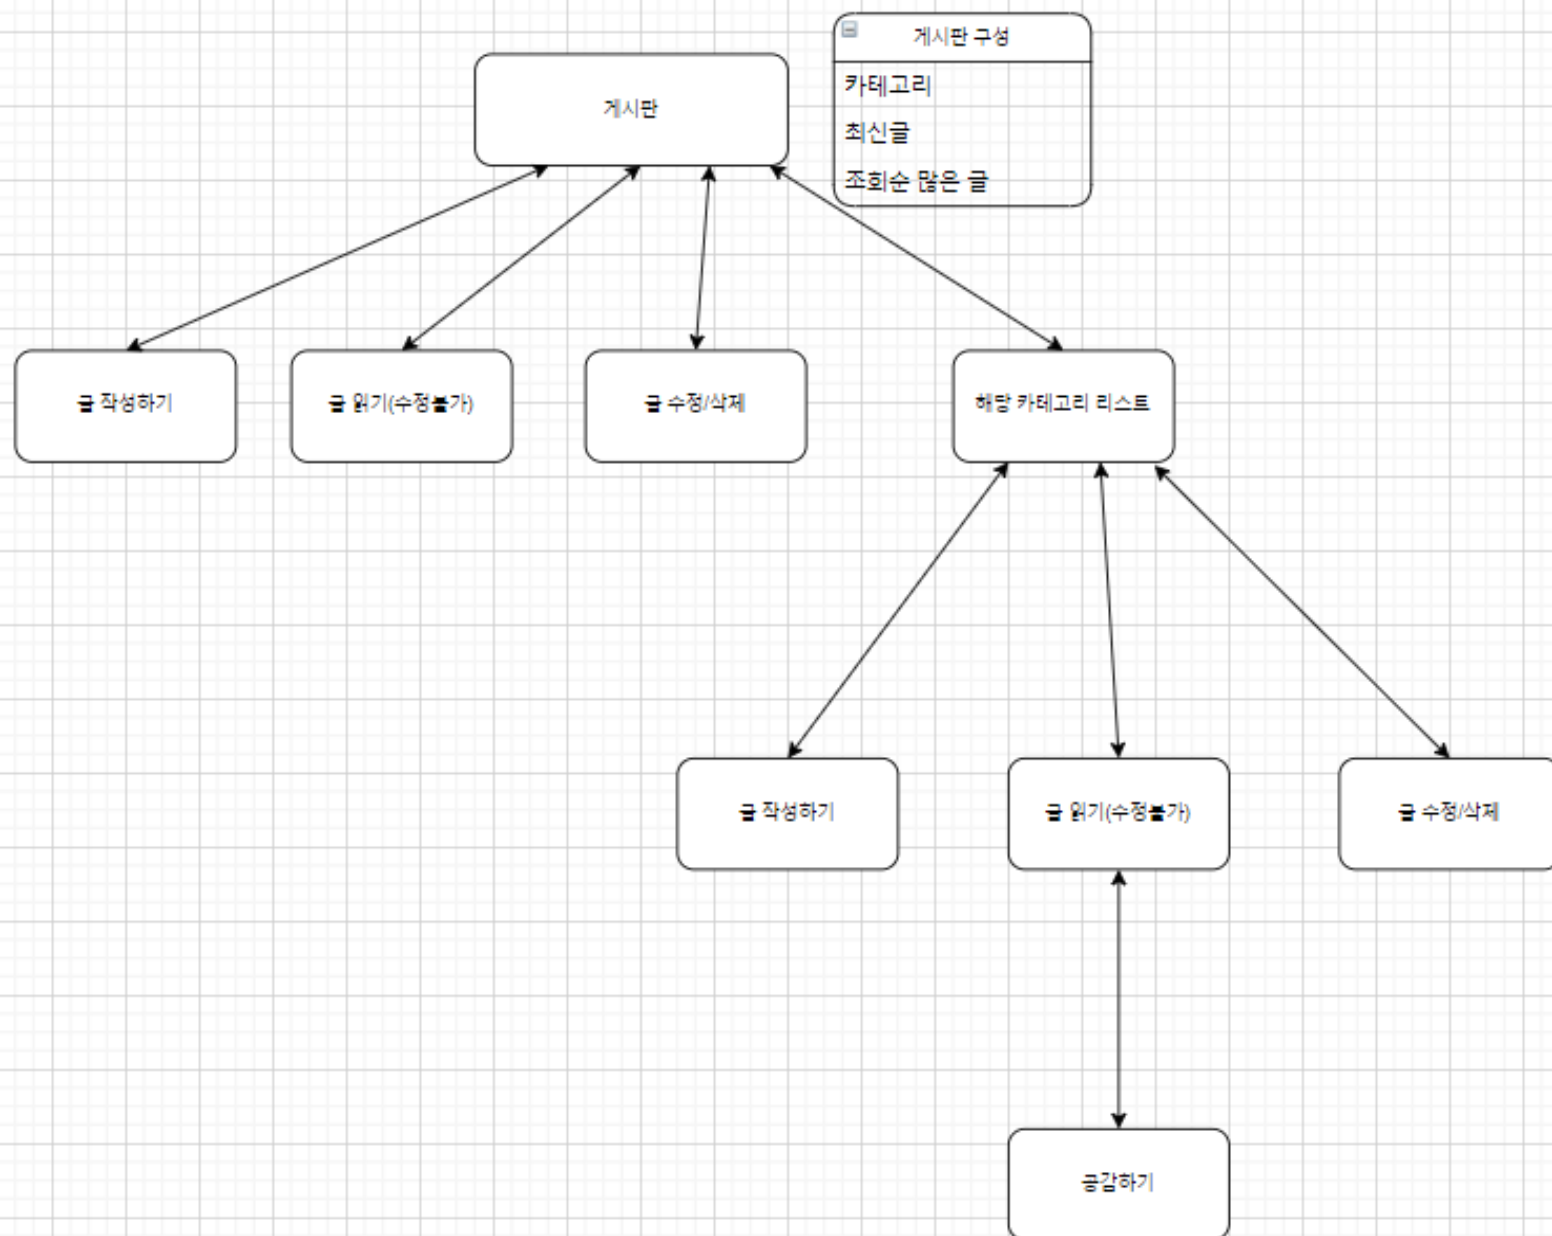 게시판 구성
카테고리
최신글
조회순 많은 글
게시판
글 작성하기
글 읽기(수정불가)
글 수정/삭제
해당 카테고리 리스트
글 작성하기
글 읽기(수정불가)
글 수정/삭제
공감하기